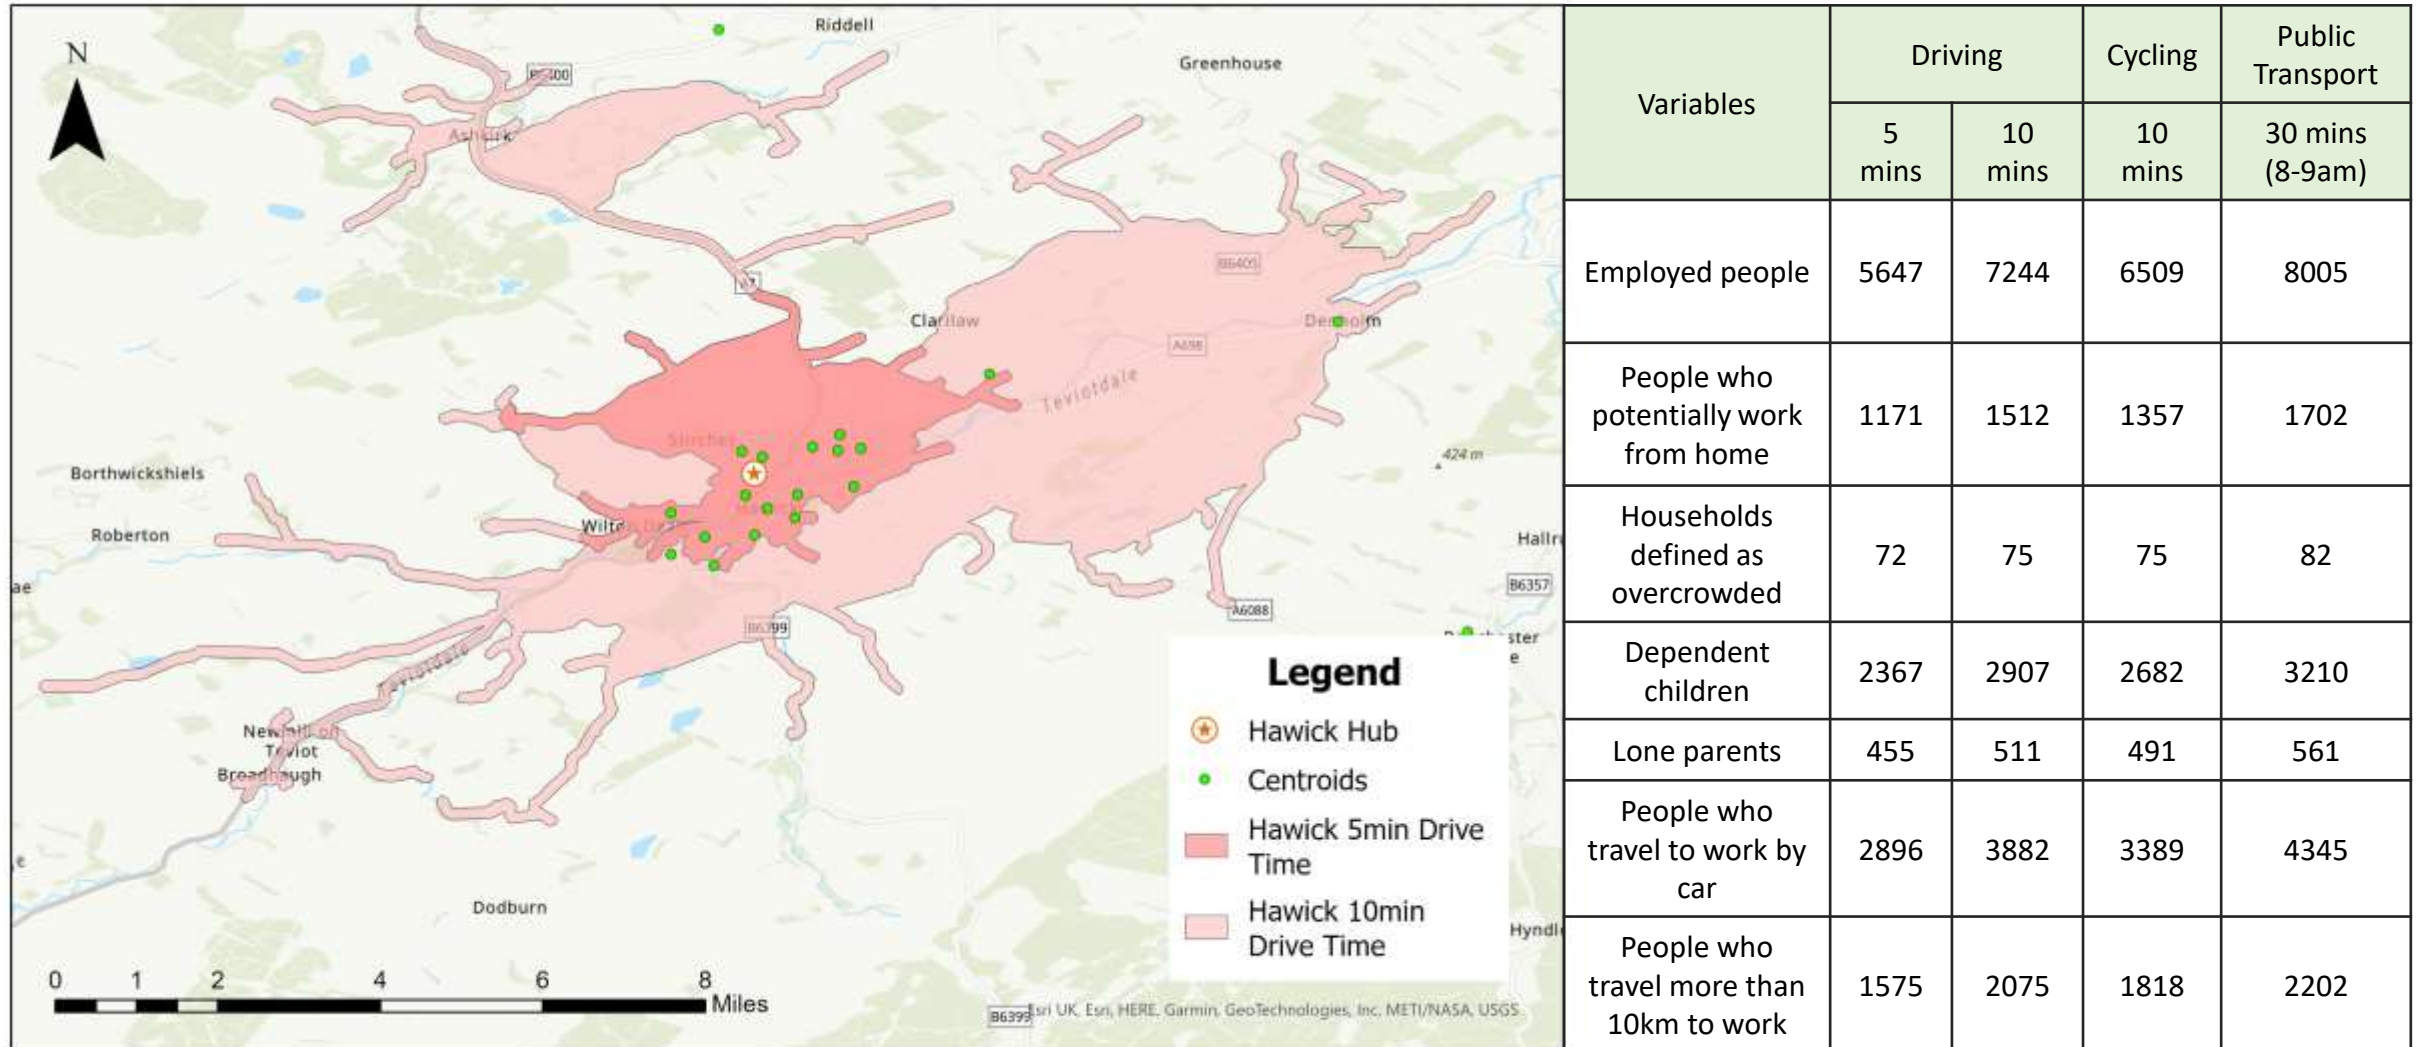 Riddell
N
Greenhouse
Ashkirk
A7
B6405
Clarilaw
Denholm
A698
Teviotdale
Stirches
424 m
Borthwickshiels
Roberton
Hallru
ae
B6357
A6088
B6399
Teviotdale
Teviot
Broadhaugh
Dodburn
Hyndl
0 1 2 4 6 8
Miles
B6399
Esri UK, Esri, HERE, Garmin, GeoTechnologies, Inc, METI/NASA, USGS
Legend
Hawick Hub
Centroids
Hawick 5min Drive
Time
Hawick 10min
Drive Time
Variables
Driving
Cycling
Public
Transport
5
mins
10
mins
10
mins
30 mins
(8-9am)
Employed people 5647 7244 6509 8005
People who
potentially work
from home
1171 1512 1357 1702
Households
defined as
overcrowded
72 75 75 82
Dependent
children
2367 2907 2682 3210
Lone parents 455 511 491 561
People who
travel to work by
car
2896 3882 3389 4345
People who
travel more than
10km to work
1575 2075 1818 2202